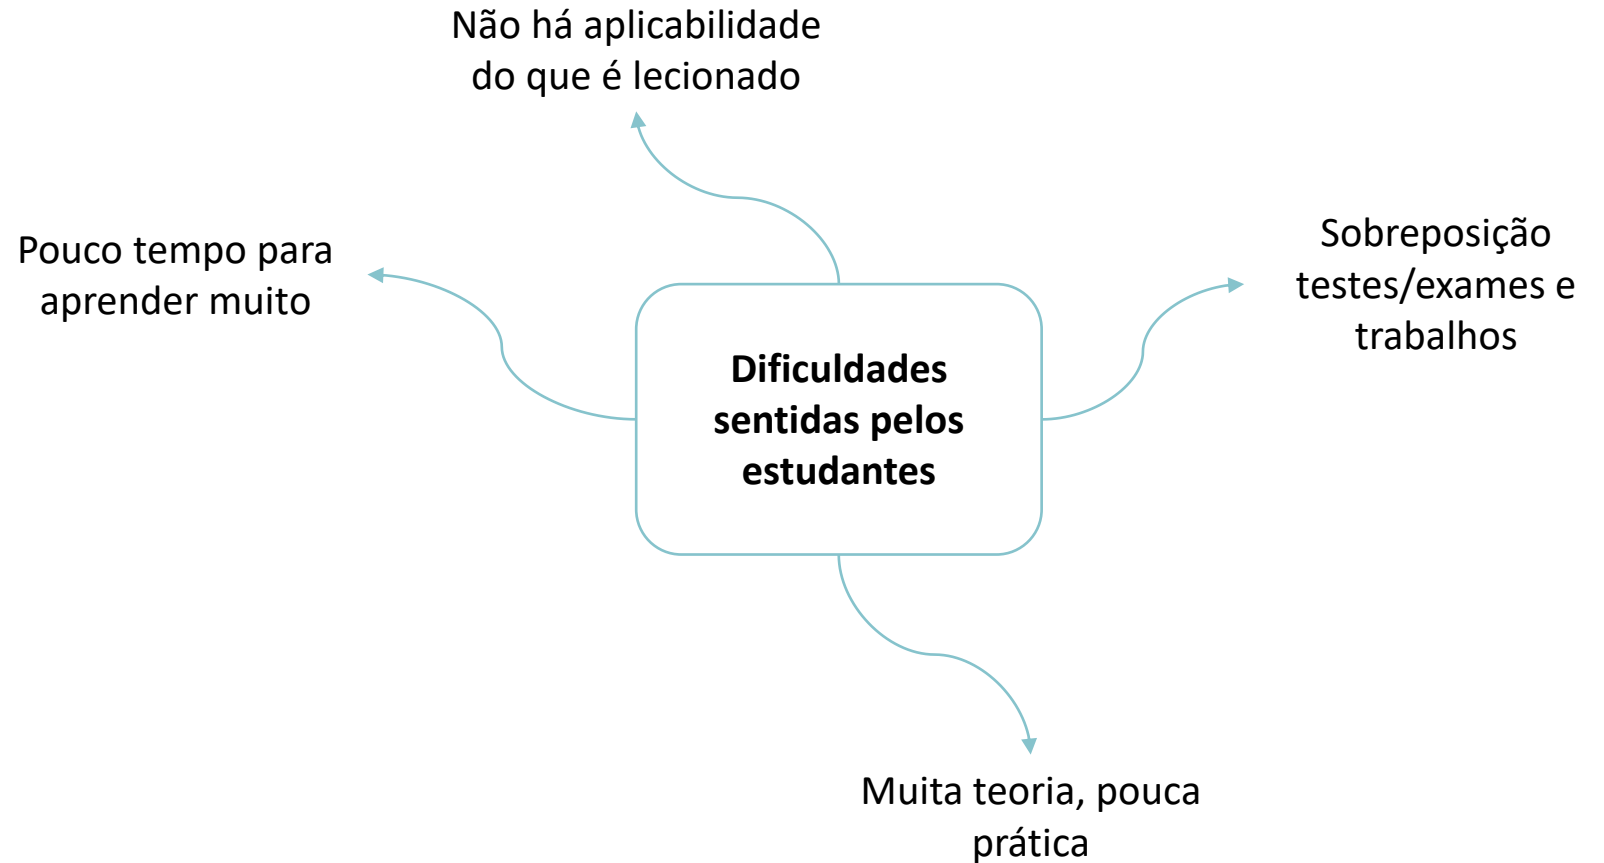 Não há aplicabilidade
do que é lecionado
Pouco tempo para
aprender muito
Sobreposição
testes/exames e
trabalhos
Dificuldades
sentidas pelos
estudantes
Muita teoria, pouca
prática